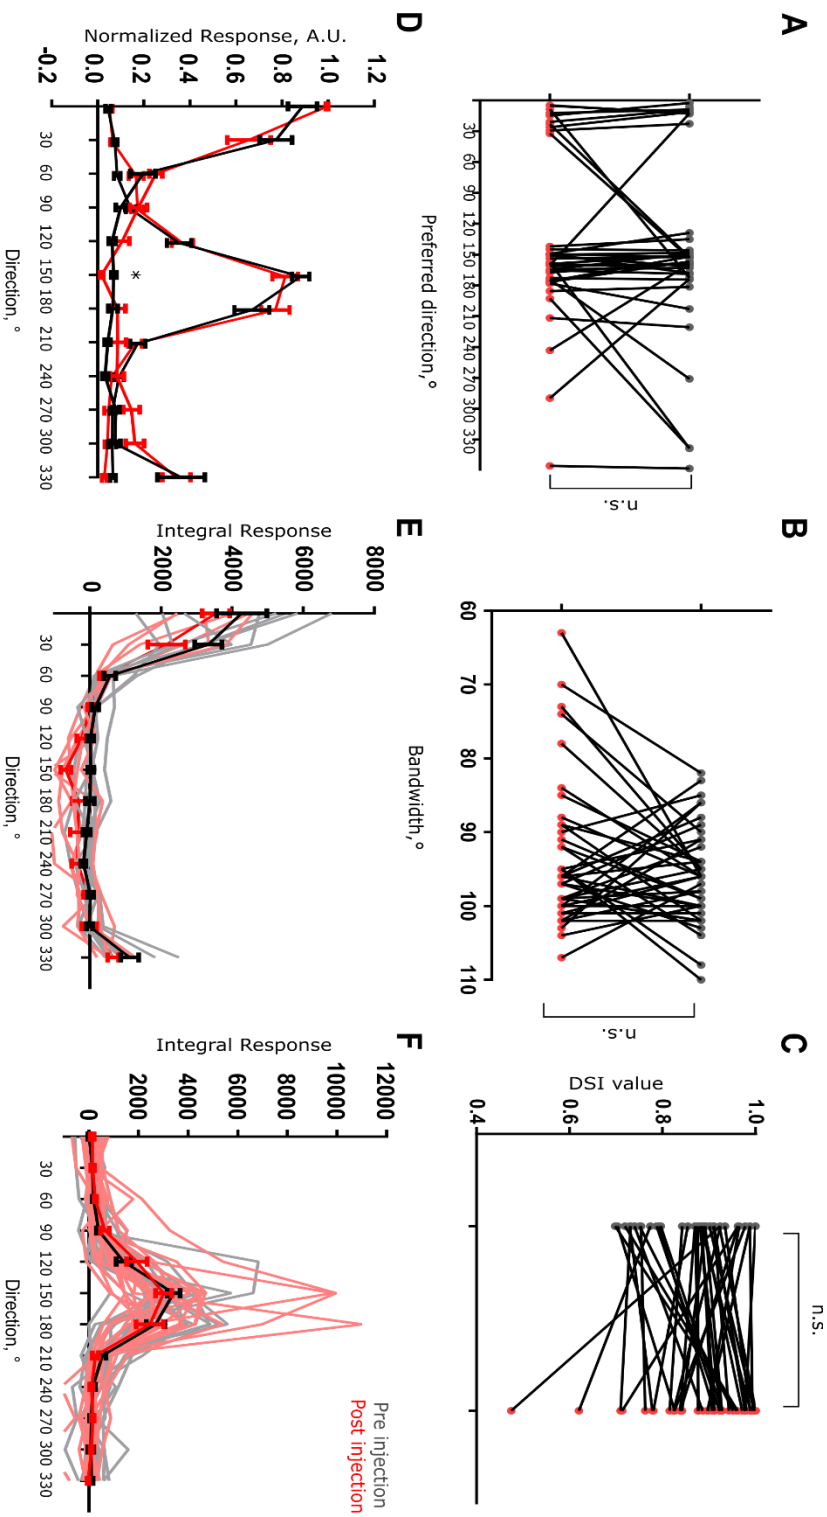 A
30 60 90 120 150 180 210 240 270 300 330
Preferred direction,°
n.s.
B
60 70 80 90 100 110
Bandwidth,°
n.s.
C
DSI value
1.0
0.8
0.6
0.4
n.s.
D
Normalized Response, A.U.
1.2
1.0
0.8
0.6
0.4
0.2
0.0
-0.2
*
30 60 90 120 150 180 210 240 270 300 330
Direction, °
E
Integral Response
8000
6000
4000
2000
0
30 60 90 120 150 180 210 240 270 300 330
Direction, °
F
Integral Response
12000
10000
8000
6000
4000
2000
0
30 60 90 120 150 180 210 240 270 300 330
Direction, °
Pre injection
Post injection